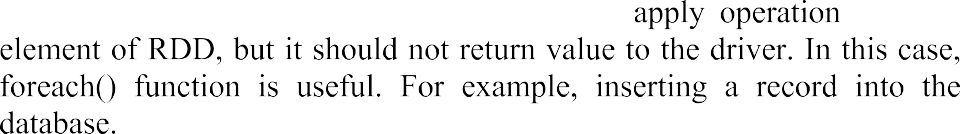 apply operation
element of RDD, but it should not return value to the driver. In this case,
foreach() function is useful. For example, inserting a record into the
database.